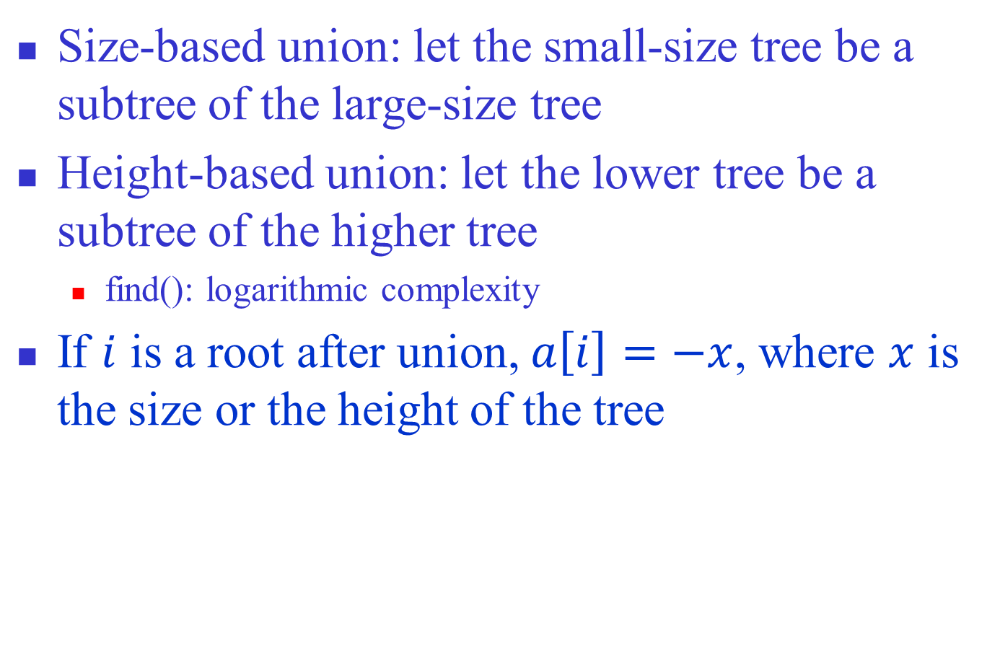 Size-based union: let the small-size tree be a
subtree of the large-size tree
Height-based union: let the lower tree be a
subtree of the higher tree
find(): logarithmic complexity
If 𝑖 is a root after union, 𝑎[𝑖] = −𝑥, where 𝑥 is
the size or the height of the tree